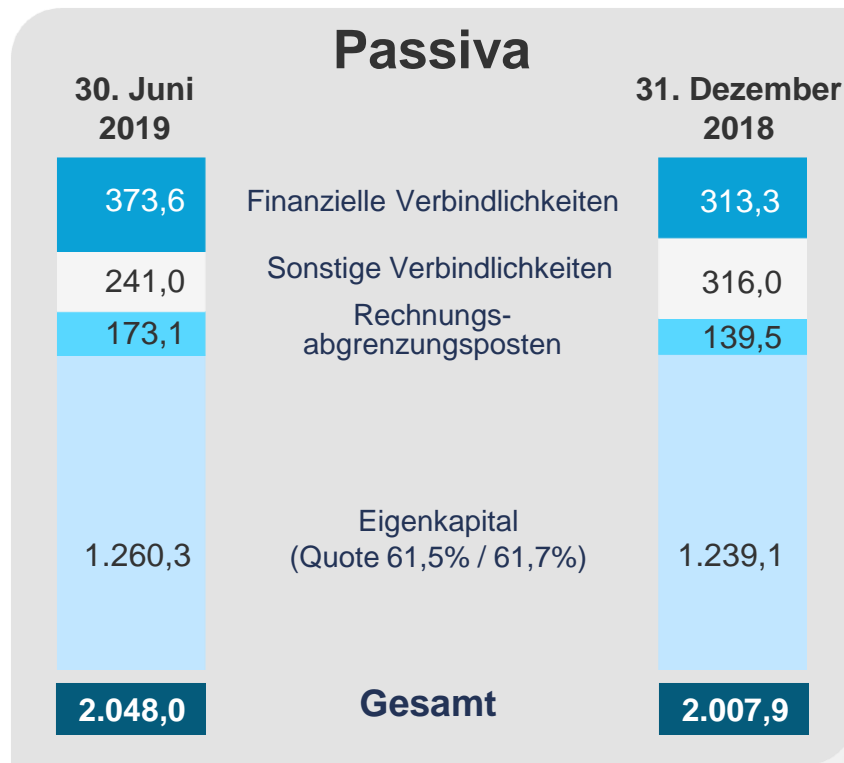 Passiva
30. Juni
2019
31. Dezember
2018
373,6 Finanzielle Verbindlichkeiten 313,3
241,0 Sonstige Verbindlichkeiten 316,0
Rechnungs-
173,1 abgrenzungsposten 139,5
Eigenkapital
1.260,3 (Quote 61,5% / 61,7%) 1.239,1
2.048,0 Gesamt 2.007,9